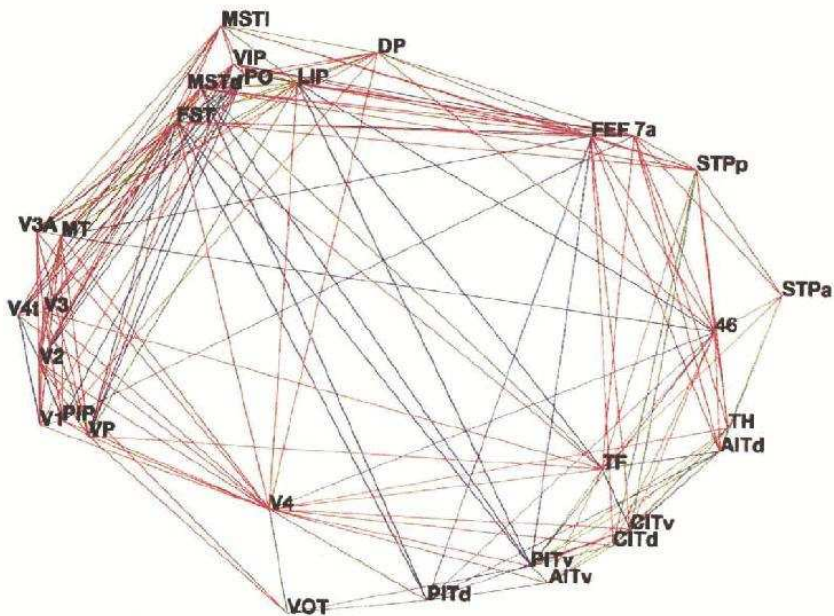 MSTl
DP
VIP
MSTd
PO
LIP
FST
FEF
7a
STPp
V3A
MT
STPa
V4t
V3
46
V2
V1
PIP
VP
TH
AITd
TF
V4
CITv
CITd
PITv
AITv
PITd
VOT